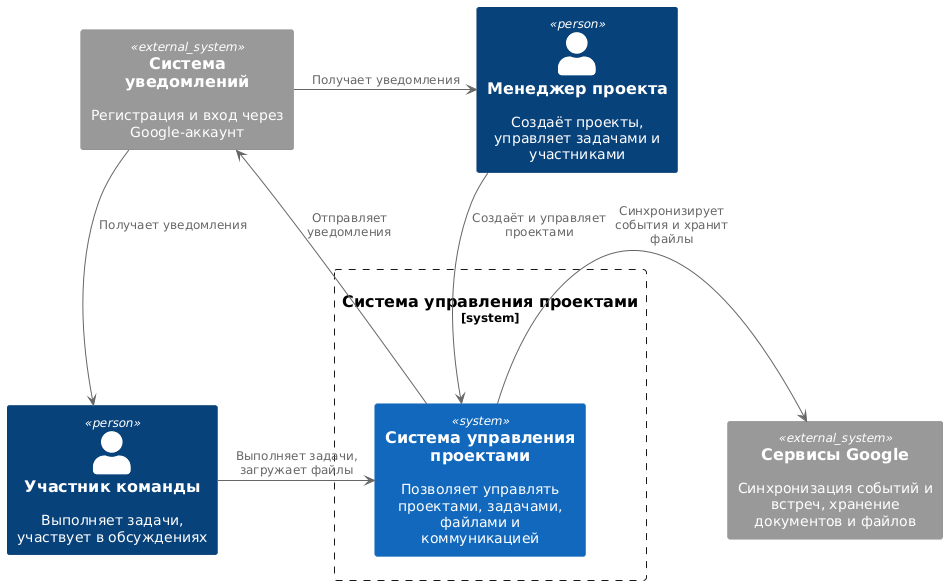 «external_system»
Система
уведомлений
Регистрация и вход через
Google-аккаунт
Получает уведомления
«person»
Менеджер проекта
Создаёт проекты,
управляет задачами и
участниками
Получает уведомления
Отправляет
уведомления
Создаёт и управляет
проектами
Синхронизирует
события и хранит
файлы
Система управления проектами
[system]
«person»
Участник команды
Выполняет задачи,
участвует в обсуждениях
Выполняет задачи,
загружает файлы
«system»
Система управления
проектами
Позволяет управлять
проектами, задачами,
файлами и
коммуникацией
«external_system»
Сервисы Google
Синхронизация событий и
встреч, хранение
документов и файлов